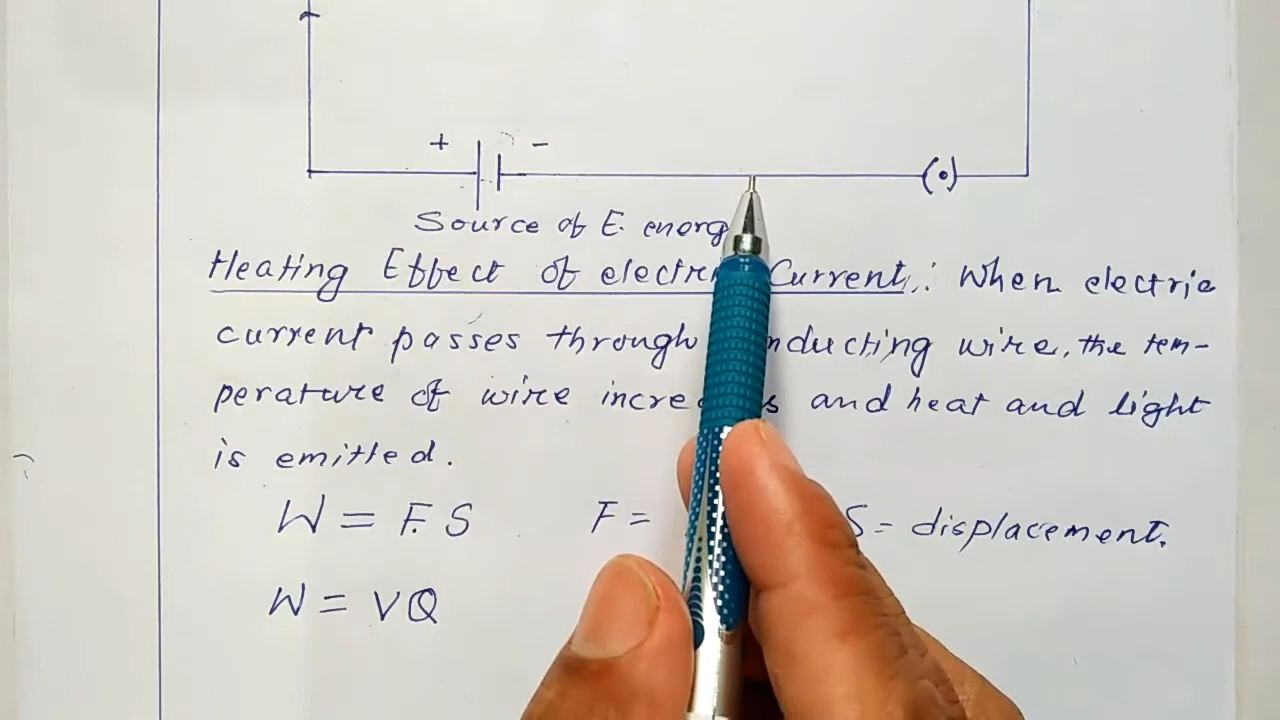 + -
Source of E. energ
Heating Effect of electri Current : When electric
current passes through nducting wire, the tem-
perature of wire incre s and heat and light
is emitted.
W = F.S F = S = displacement.
W = VQ